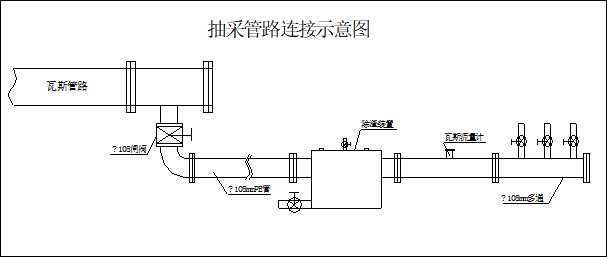 抽采管路连接示意图
瓦斯管路
除渣装置
瓦斯流量计
?108闸阀
?108mmPE管
?108mm多通